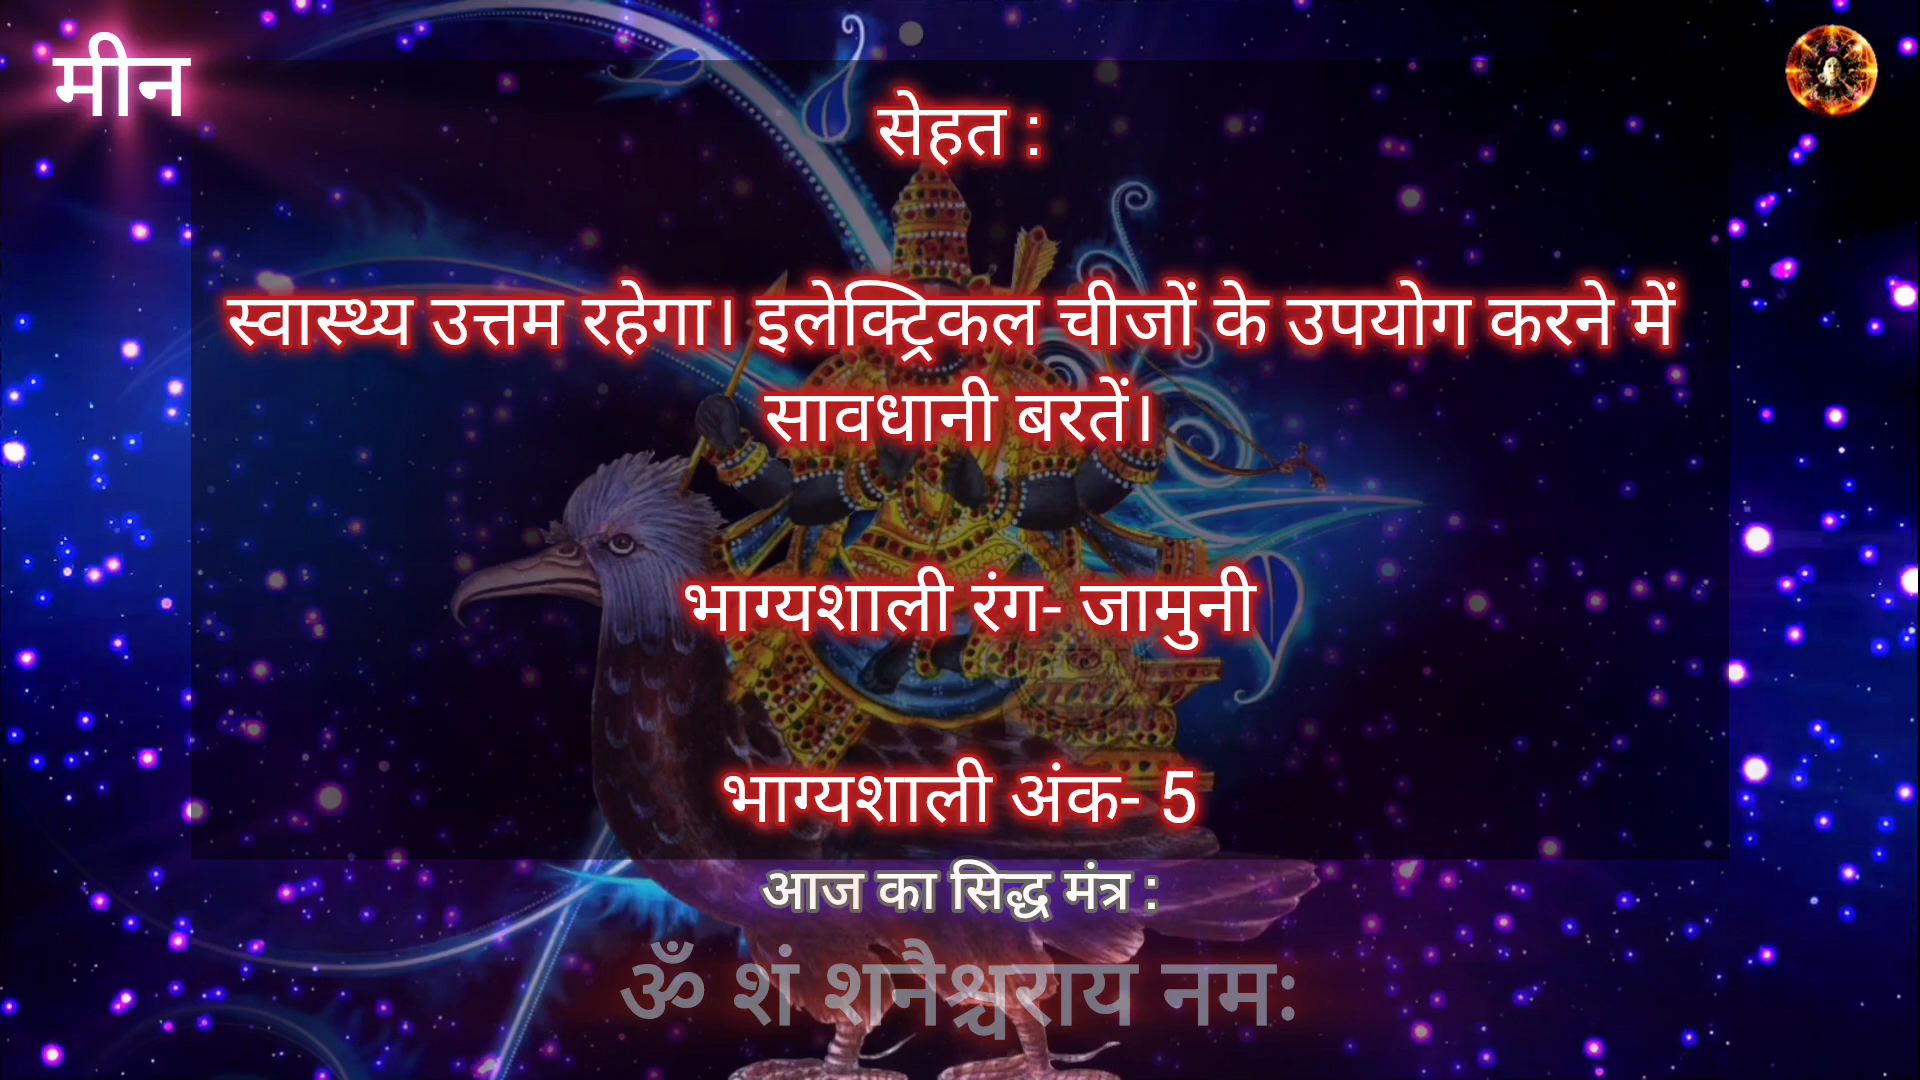 मीन
सेहत :
स्वास्थ्य उत्तम रहेगा। इलेक्ट्रिकल चीजों के उपयोग करने में
सावधानी बरतें।
भाग्यशाली रंग- जामुनी
भाग्यशाली अंक- 5
आज का सिद्ध मंत्र :
ॐ शं शनैश्चराय नमः